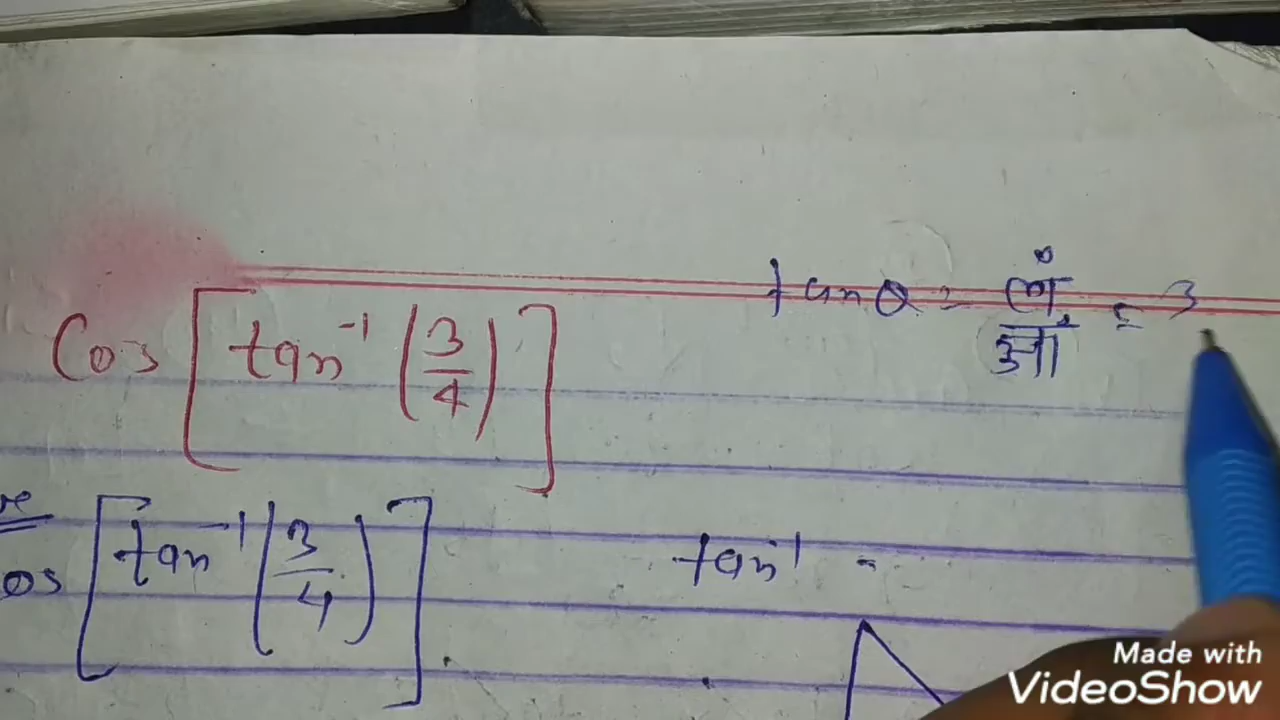 tanθ = लं / आ = 3
Cos [ tan⁻¹ ( 3/4 ) ]
cos [ tan⁻¹ ( 3/4 ) ]
tan⁻¹ =
Made with
VideoShow